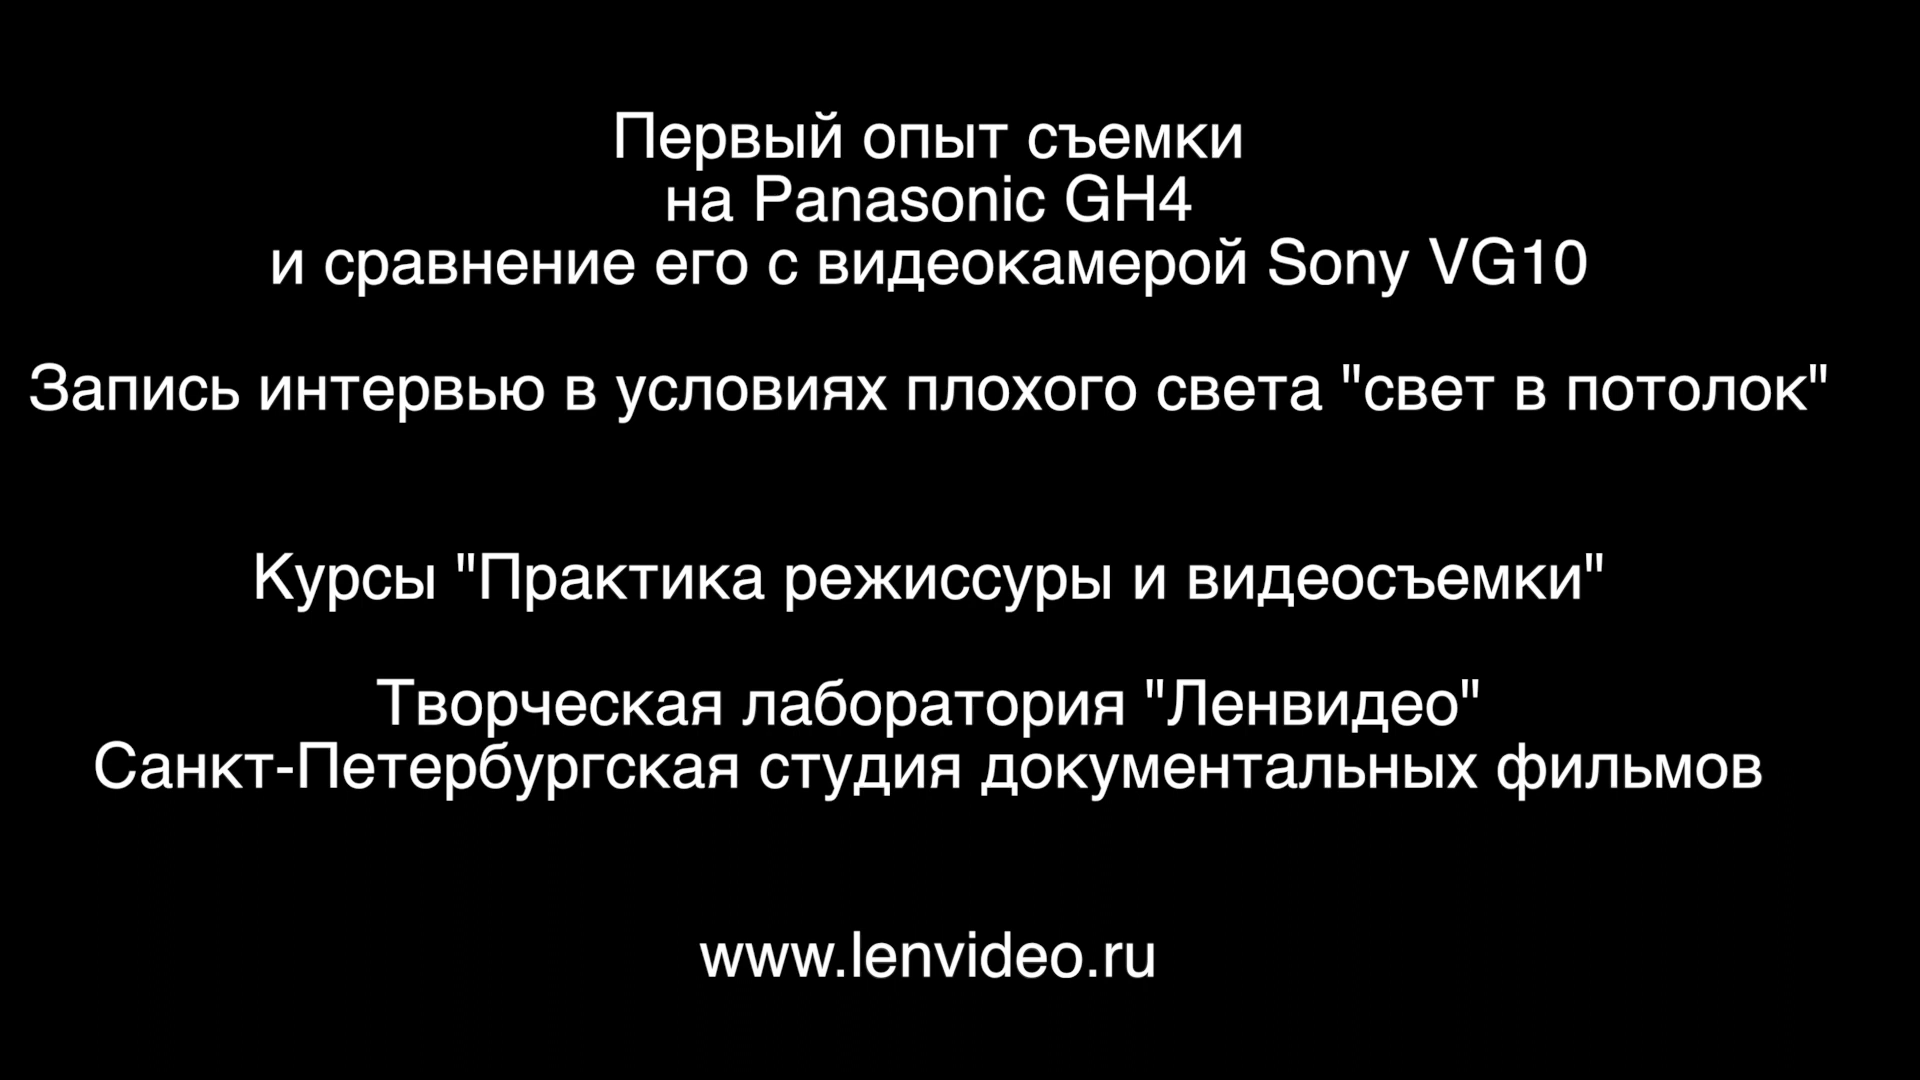 Первый опыт съемки
на Panasonic GH4
и сравнение его с видеокамерой Sony VG10
Запись интервью в условиях плохого света "свет в потолок"
Курсы "Практика режиссуры и видеосъемки"
Творческая лаборатория "Ленвидео"
Санкт-Петербургская студия документальных фильмов
www.lenvideo.ru